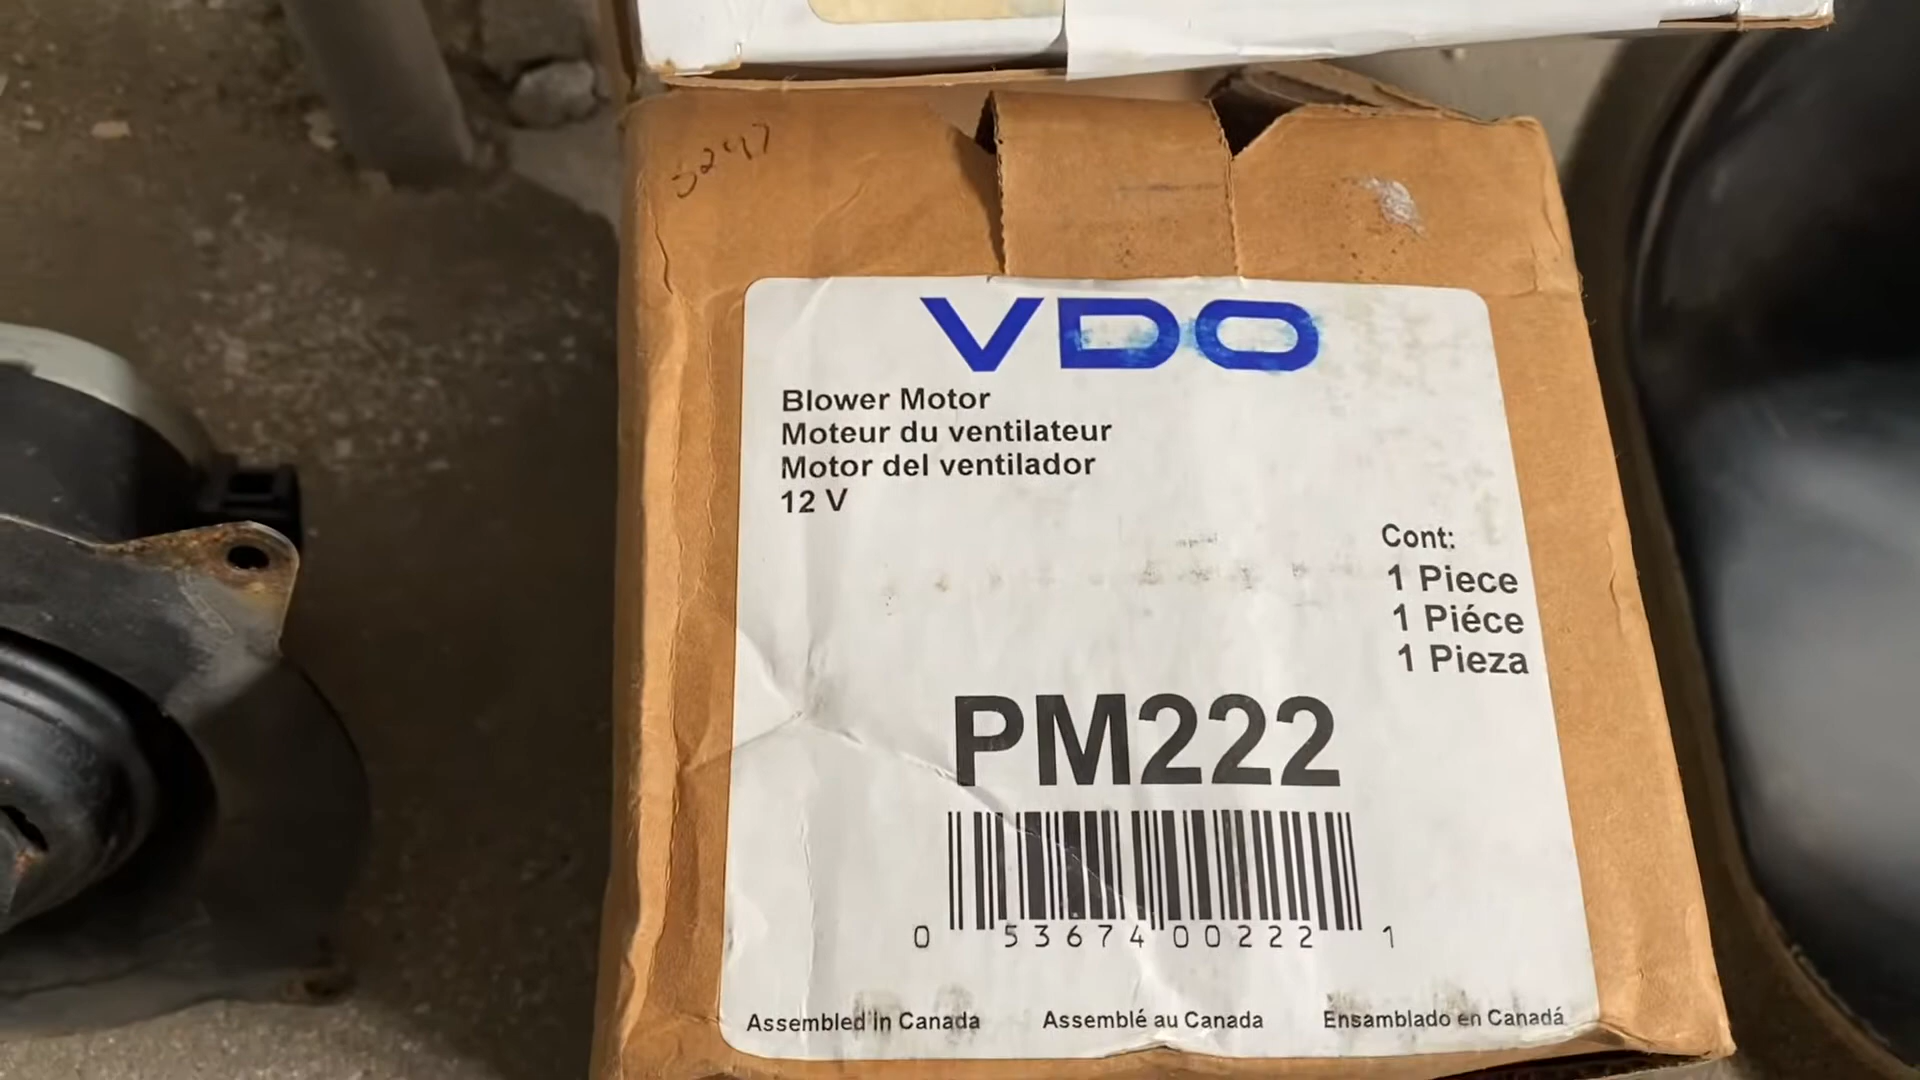 5247
VDO
Blower Motor
Moteur du ventilateur
Motor del ventilador
12 V
Cont:
1 Piece
1 Piéce
1 Pieza
PM222
0 53674 00222 1
Assembled in Canada
Assemblé au Canada
Ensamblado en Canadá